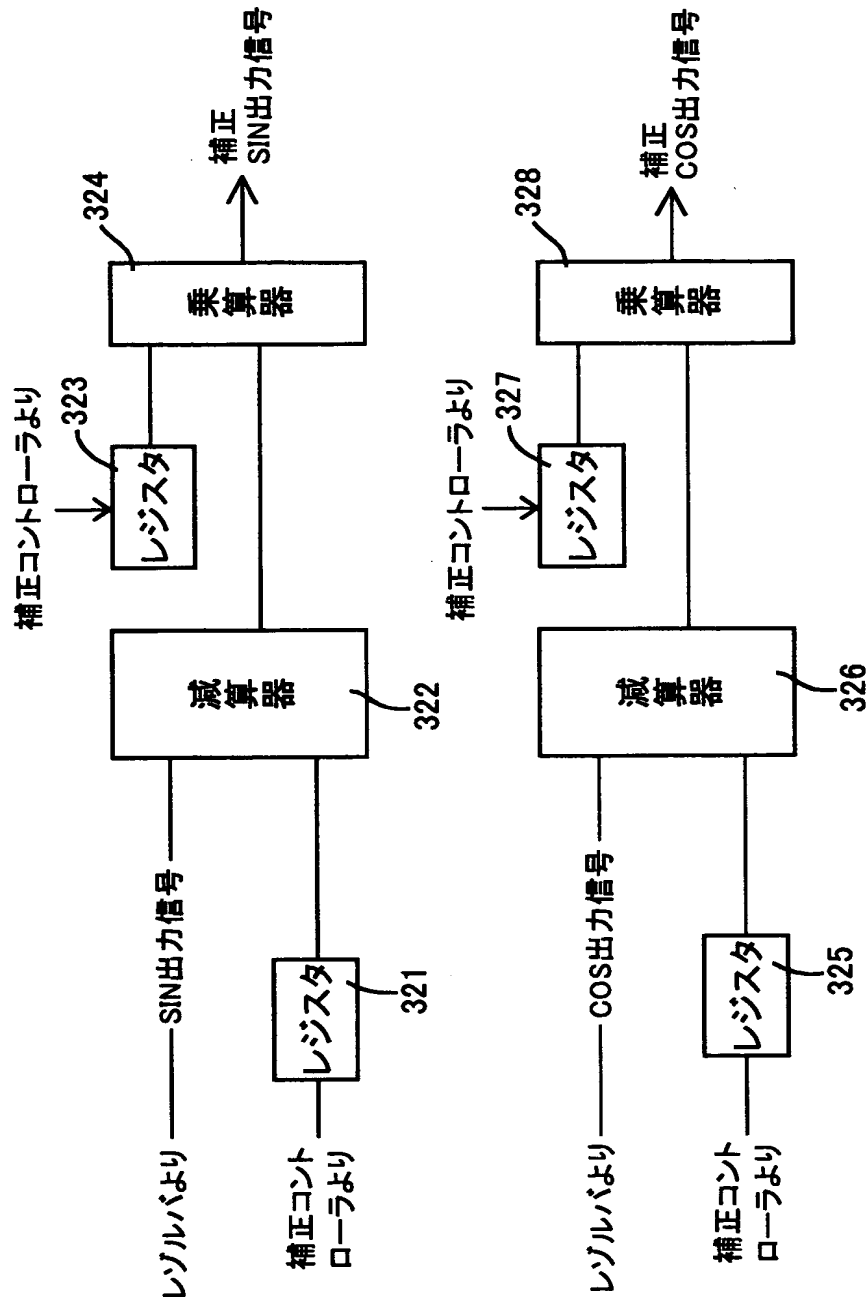 補正コントローラより
323
レジスタ
324
乗算器
補正
SIN出力信号
レゾルバより
SIN出力信号
減算器
322
補正コント
ローラより
レジスタ
321
補正コントローラより
327
レジスタ
328
乗算器
補正
COS出力信号
レゾルバより
COS出力信号
減算器
326
補正コント
ローラより
レジスタ
325